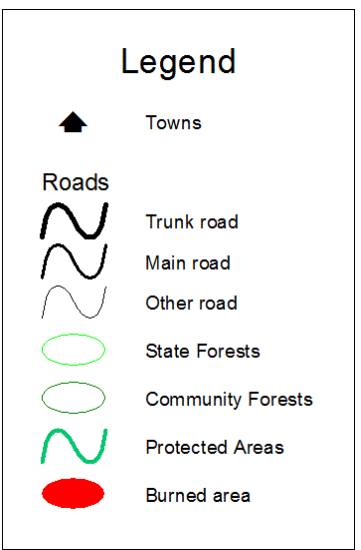 Legend
Towns
Roads
Trunk road
Main road
Other road
State Forests
Community Forests
Protected Areas
Burned area